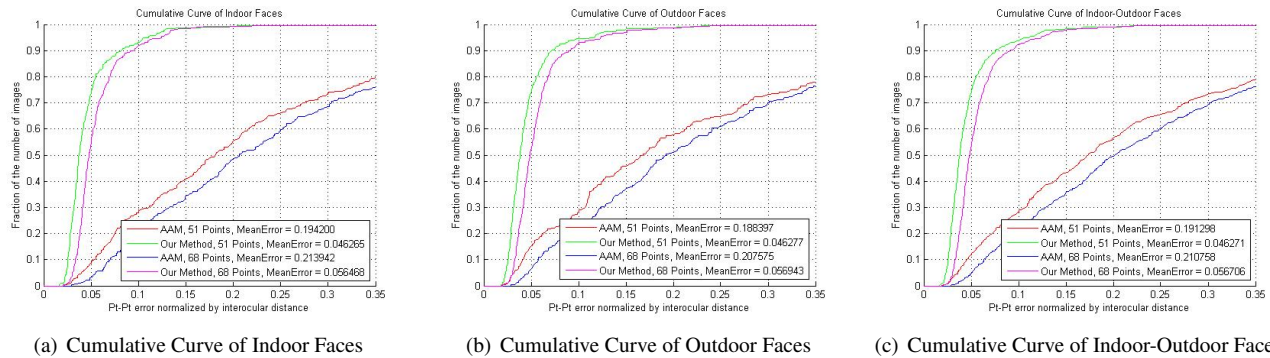 Cumulative Curve of Indoor Faces
1
0.9
0.8
0.7
0.6
0.5
0.4
0.3
0.2
0.1
0
Fraction of the number of images
AAM, 51 Points, MeanError = 0.194200
Our Method, 51 Points, MeanError = 0.046265
AAM, 68 Points, MeanError = 0.213942
Our Method, 68 Points, MeanError = 0.056468
0 0.05 0.1 0.15 0.2 0.25 0.3 0.35
Pt-Pt error normalized by interocular distance
(a) Cumulative Curve of Indoor Faces
Cumulative Curve of Outdoor Faces
1
0.9
0.8
0.7
0.6
0.5
0.4
0.3
0.2
0.1
0
Fraction of the number of images
AAM, 51 Points, MeanError = 0.188397
Our Method, 51 Points, MeanError = 0.046277
AAM, 68 Points, MeanError = 0.207575
Our Method, 68 Points, MeanError = 0.056943
0 0.05 0.1 0.15 0.2 0.25 0.3 0.35
Pt-Pt error normalized by interocular distance
(b) Cumulative Curve of Outdoor Faces
Cumulative Curve of Indoor-Outdoor Faces
1
0.9
0.8
0.7
0.6
0.5
0.4
0.3
0.2
0.1
0
Fraction of the number of images
AAM, 51 Points, MeanError = 0.191298
Our Method, 51 Points, MeanError = 0.046271
AAM, 68 Points, MeanError = 0.210758
Our Method, 68 Points, MeanError = 0.056706
0 0.05 0.1 0.15 0.2 0.25 0.3 0.35
Pt-Pt error normalized by interocular distance
(c) Cumulative Curve of Indoor-Outdoor Face